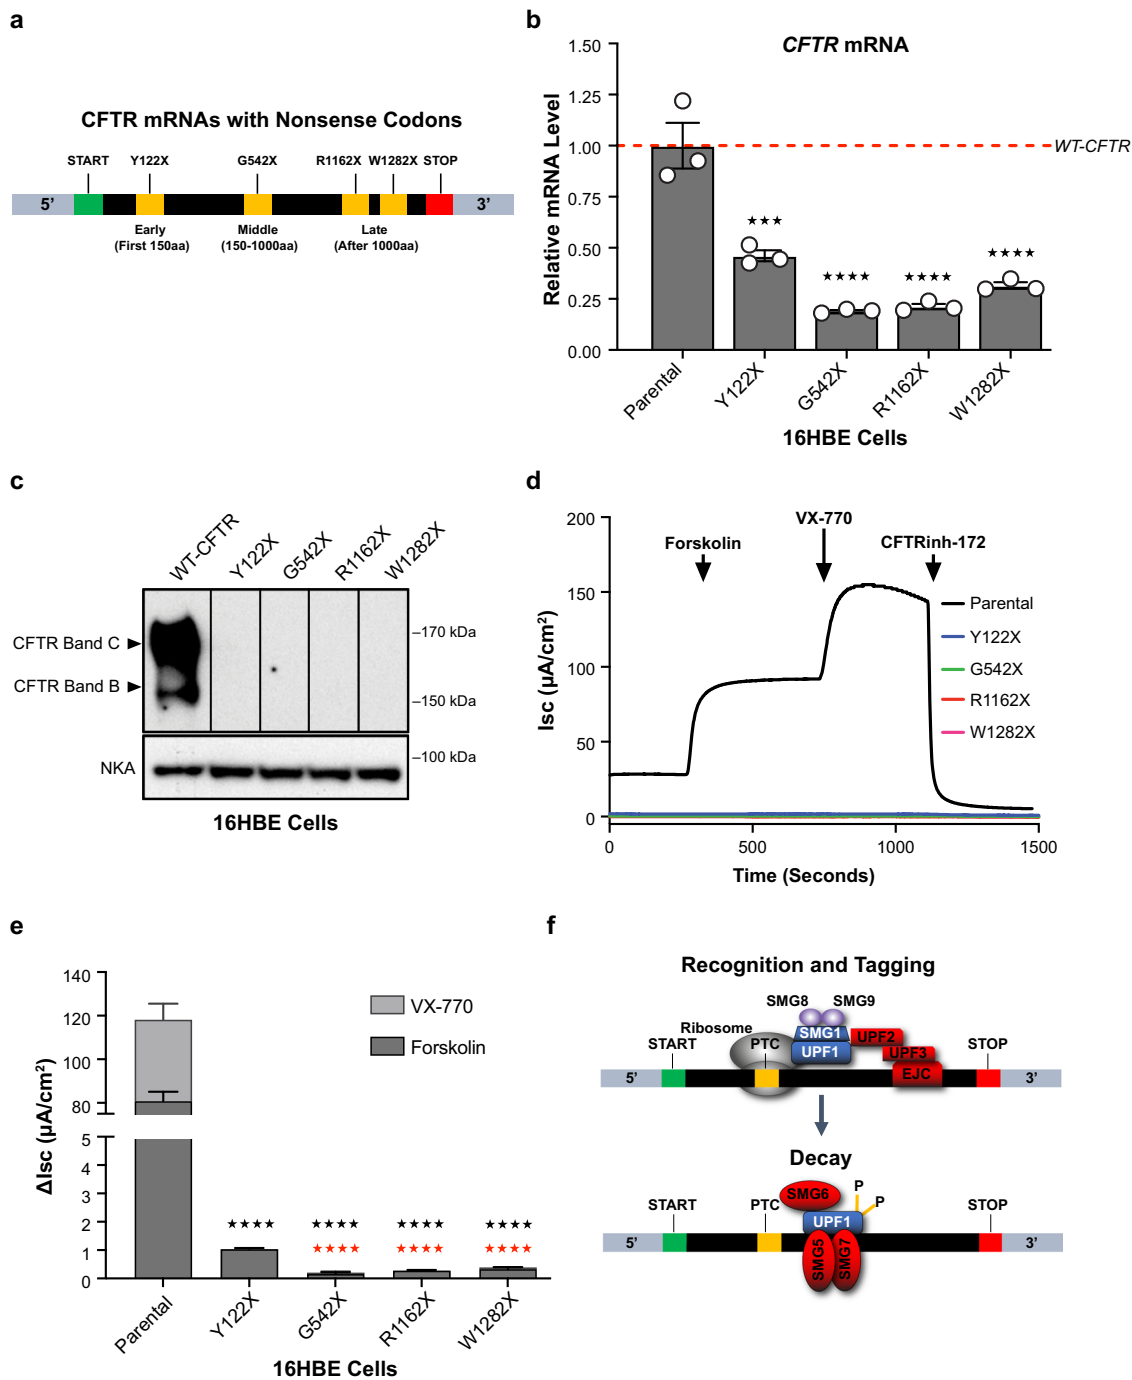 a
CFTR mRNAs with Nonsense Codons
START Y122X G542X R1162X W1282X STOP
5’ 3’
Early Middle Late
(First 150aa) (150-1000aa) (After 1000aa)
b
CFTR mRNA
Relative mRNA Level
1.50
1.25
1.00
0.75
0.50
0.25
0.00
WT-CFTR
★★★
★★★★
★★★★
★★★★
Parental
Y122X
G542X
R1162X
W1282X
16HBE Cells
c
WT-CFTR
Y122X
G542X
R1162X
W1282X
CFTR Band C
CFTR Band B
NKA
–170 kDa
–150 kDa
–100 kDa
16HBE Cells
d
Isc (µA/cm²)
200
150
100
50
0
Forskolin
VX-770
CFTRinh-172
Parental
Y122X
G542X
R1162X
W1282X
0 500 1000 1500
Time (Seconds)
e
ΔIsc (µA/cm²)
140
120
100
80
5
4
3
2
1
0
VX-770
Forskolin
★★★★ ★★★★ ★★★★ ★★★★
★★★★ ★★★★ ★★★★
Parental
Y122X
G542X
R1162X
W1282X
16HBE Cells
f
Recognition and Tagging
SMG8 SMG9
Ribosome
SMG1
UPF1
UPF2
UPF3
EJC
START PTC STOP
5’ 3’
Decay
SMG6
P
P
UPF1
START PTC STOP
5’ 3’
SMG5
SMG7